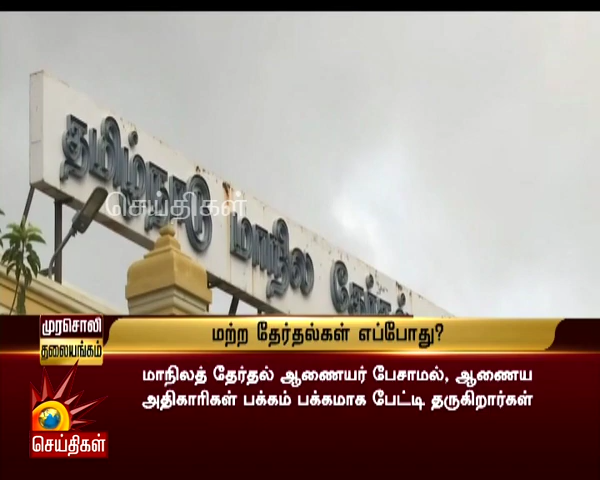 தமிழ்நாடு மாநில தேர்தல்
செய்திகள்
முரசொலி
தலையங்கம்
மற்ற தேர்தல்கள் எப்போது?
மாநிலத் தேர்தல் ஆணையர் பேசாமல், ஆணைய
அதிகாரிகள் பக்கம் பக்கமாக பேட்டி தருகிறார்கள்
செய்திகள்